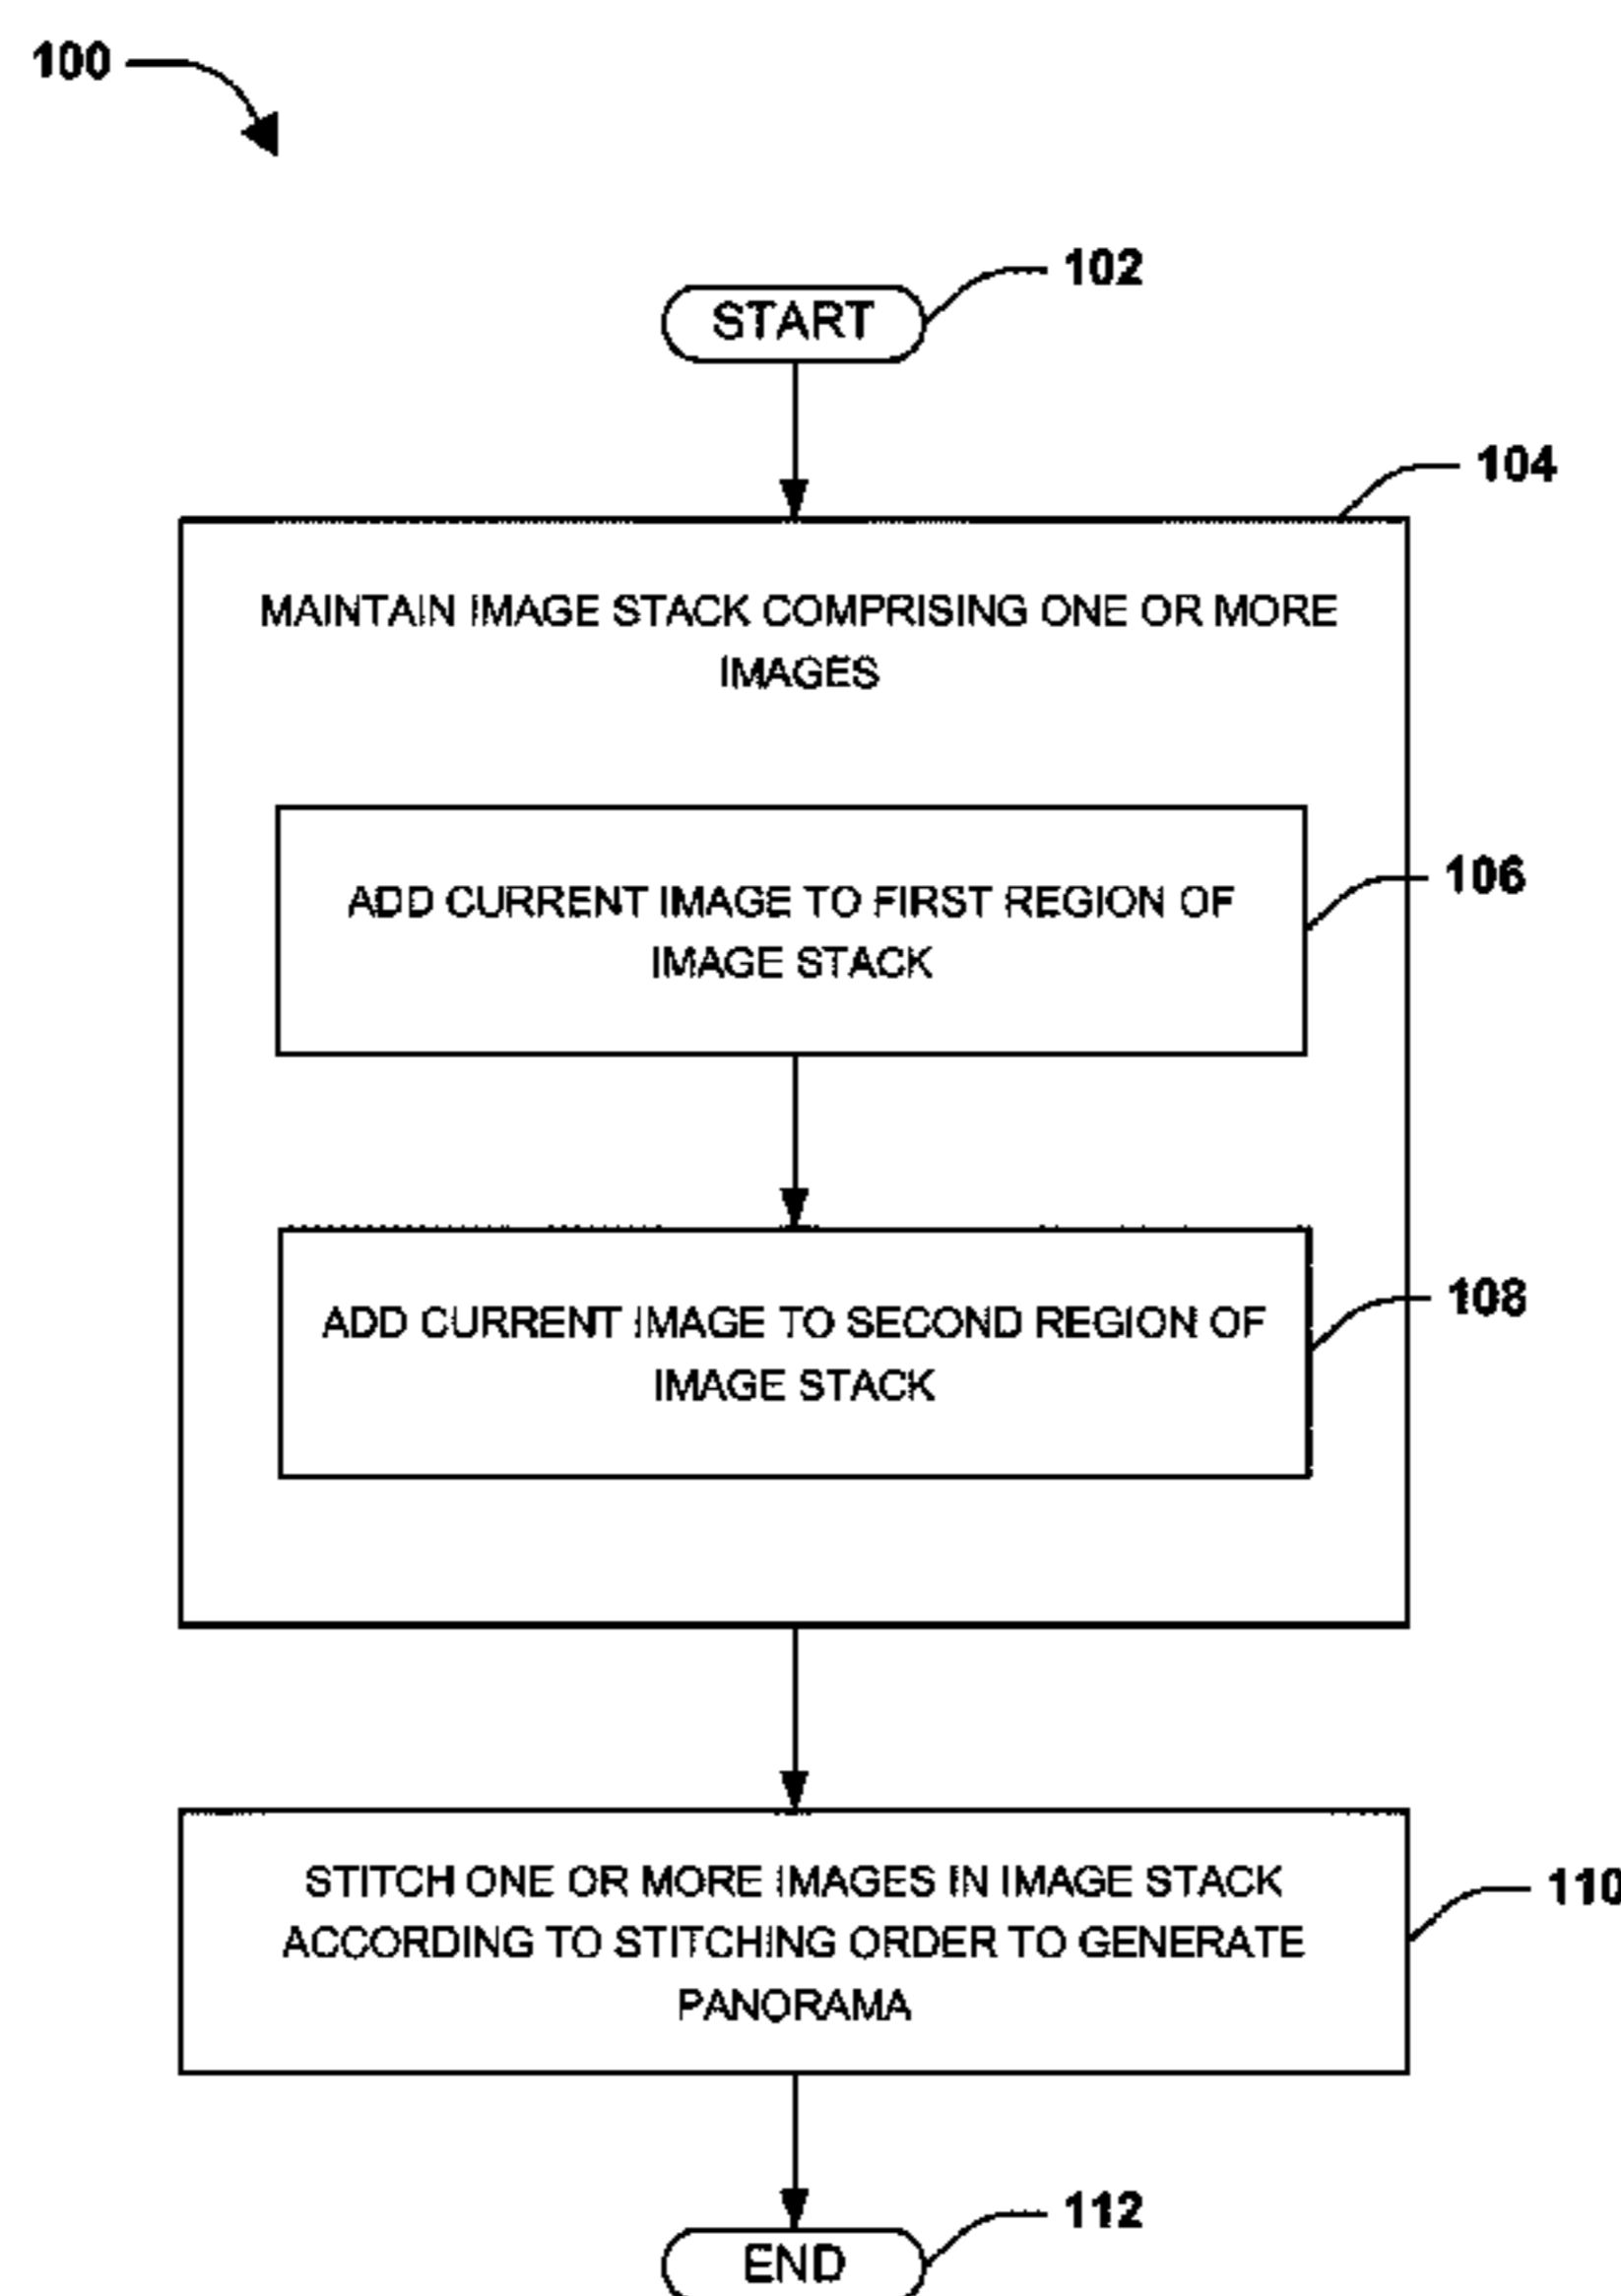 100
START
102
104
MAINTAIN IMAGE STACK COMPRISING ONE OR MORE
IMAGES
ADD CURRENT IMAGE TO FIRST REGION OF
IMAGE STACK
106
ADD CURRENT IMAGE TO SECOND REGION OF
IMAGE STACK
108
STITCH ONE OR MORE IMAGES IN IMAGE STACK
ACCORDING TO STITCHING ORDER TO GENERATE
PANORAMA
110
END
112